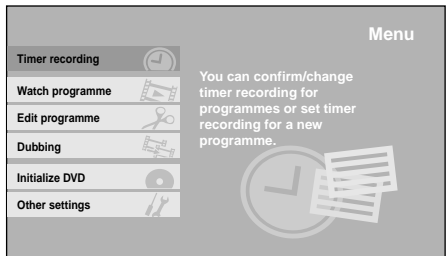 Menu
Timer recording
Watch programme
Edit programme
Dubbing
Initialize DVD
Other settings
You can confirm/change
timer recording for
programmes or set timer
recording for a new
programme.